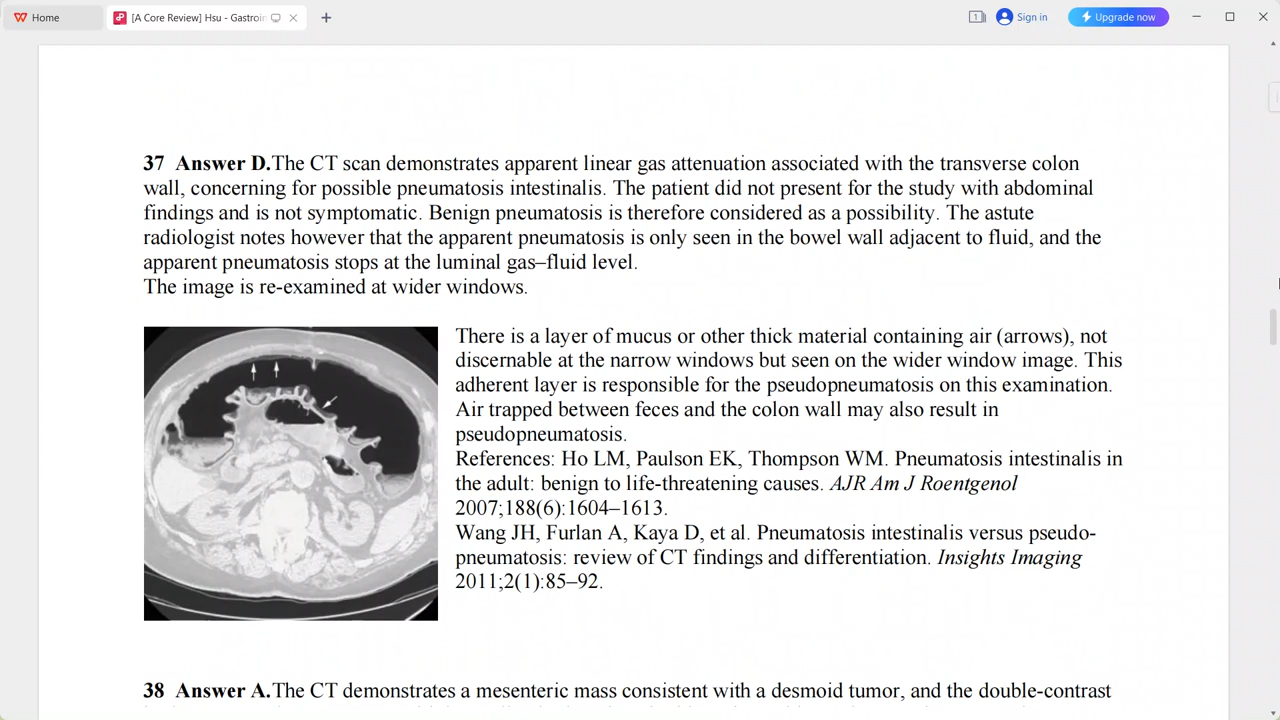 Home
[A Core Review] Hsu - Gastroin
Sign in
Upgrade now
37 Answer D.The CT scan demonstrates apparent linear gas attenuation associated with the transverse colon
wall, concerning for possible pneumatosis intestinalis. The patient did not present for the study with abdominal
findings and is not symptomatic. Benign pneumatosis is therefore considered as a possibility. The astute
radiologist notes however that the apparent pneumatosis is only seen in the bowel wall adjacent to fluid, and the
apparent pneumatosis stops at the luminal gas–fluid level.
The image is re-examined at wider windows.
There is a layer of mucus or other thick material containing air (arrows), not
discernable at the narrow windows but seen on the wider window image. This
adherent layer is responsible for the pseudopneumatosis on this examination.
Air trapped between feces and the colon wall may also result in
pseudopneumatosis.
References: Ho LM, Paulson EK, Thompson WM. Pneumatosis intestinalis in
the adult: benign to life-threatening causes. AJR Am J Roentgenol
2007;188(6):1604–1613.
Wang JH, Furlan A, Kaya D, et al. Pneumatosis intestinalis versus pseudo-
pneumatosis: review of CT findings and differentiation. Insights Imaging
2011;2(1):85–92.
38 Answer A.The CT demonstrates a mesenteric mass consistent with a desmoid tumor, and the double-contrast